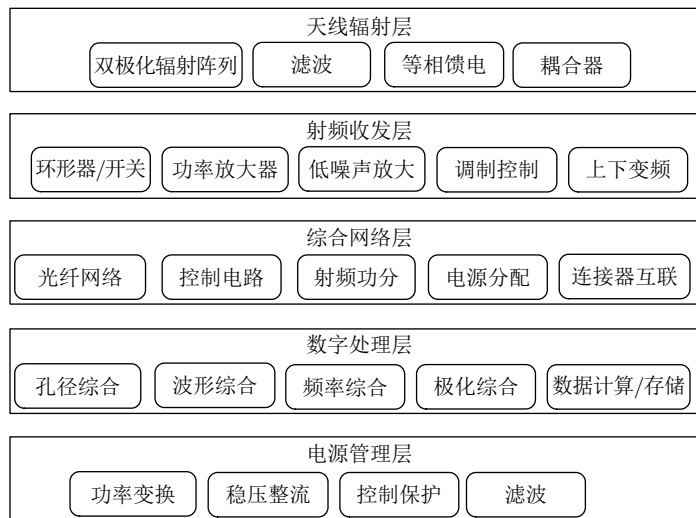 天线辐射层
双极化辐射阵列 滤波 等相馈电 耦合器
射频收发层
环形器/开关 功率放大器 低噪声放大 调制控制 上下变频
综合网络层
光纤网络 控制电路 射频功分 电源分配 连接器互联
数字处理层
孔径综合 波形综合 频率综合 极化综合 数据计算/存储
电源管理层
功率变换 稳压整流 控制保护 滤波